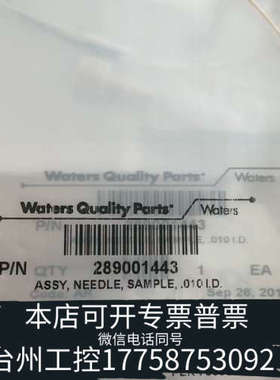 Waters Quality Parts
Waters
P/N
QTY
1
EA
Waters Quality Parts
Waters
P/N 289001443
ASSY, NEEDLE, SAMPLE, .010 I.D.
本店可开专票普票
微信电话同号
台州工控17758753092